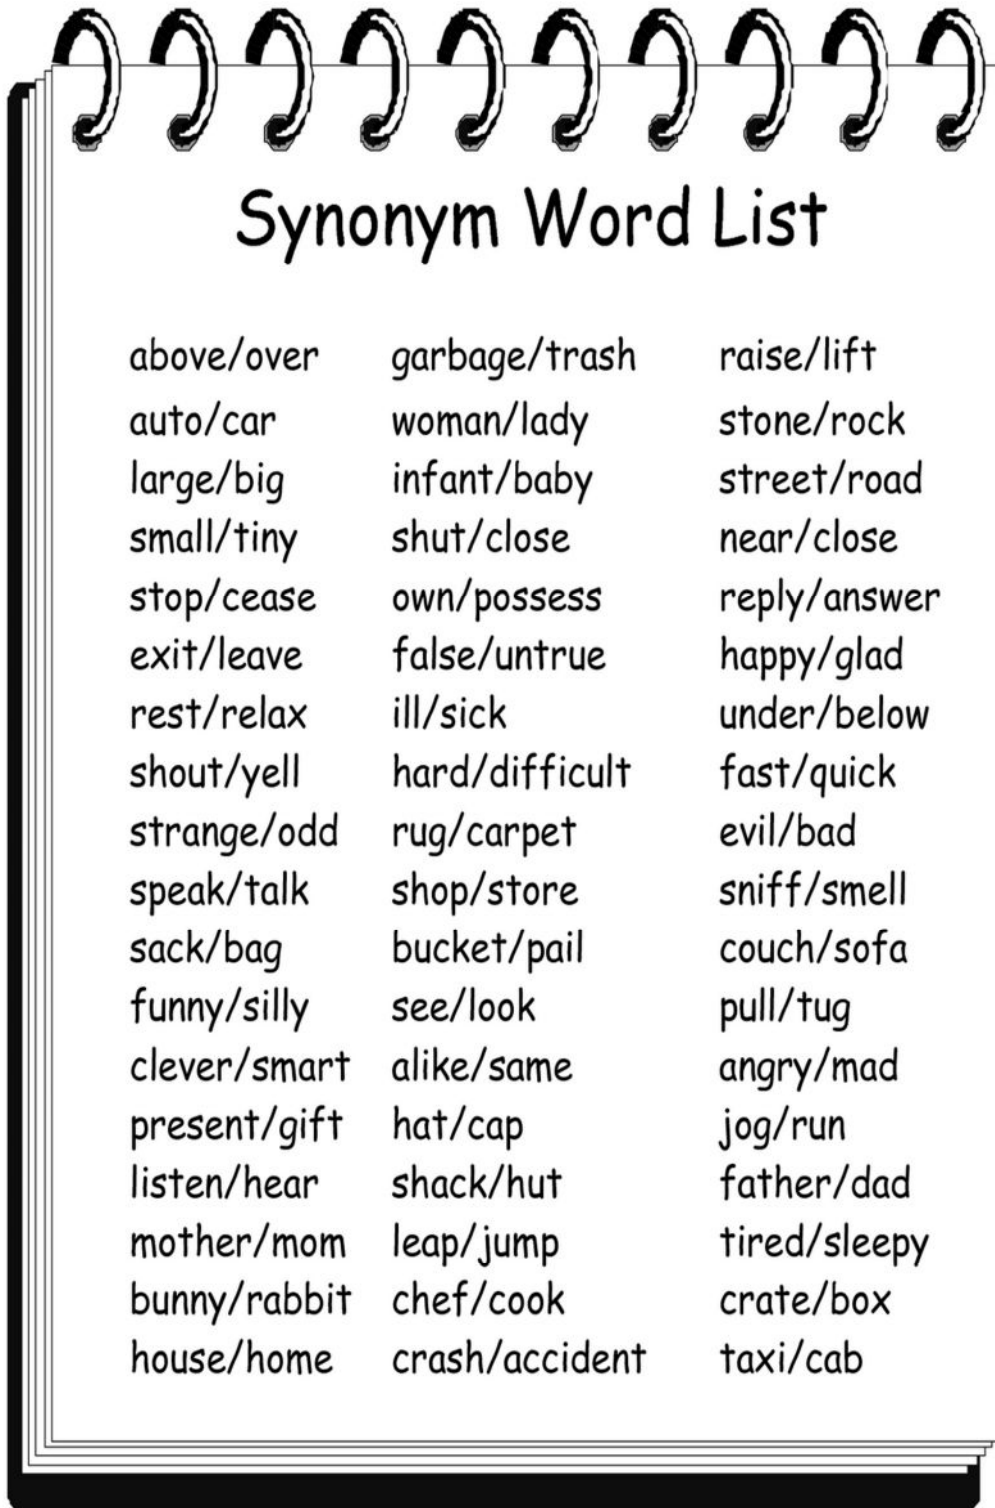 Synonym Word List
above/over garbage/trash raise/lift
auto/car woman/lady stone/rock
large/big infant/baby street/road
small/tiny shut/close near/close
stop/cease own/possess reply/answer
exit/leave false/untrue happy/glad
rest/relax ill/sick under/below
shout/yell hard/difficult fast/quick
strange/odd rug/carpet evil/bad
speak/talk shop/store sniff/smell
sack/bag bucket/pail couch/sofa
funny/silly see/look pull/tug
clever/smart alike/same angry/mad
present/gift hat/cap jog/run
listen/hear shack/hut father/dad
mother/mom leap/jump tired/sleepy
bunny/rabbit chef/cook crate/box
house/home crash/accident taxi/cab